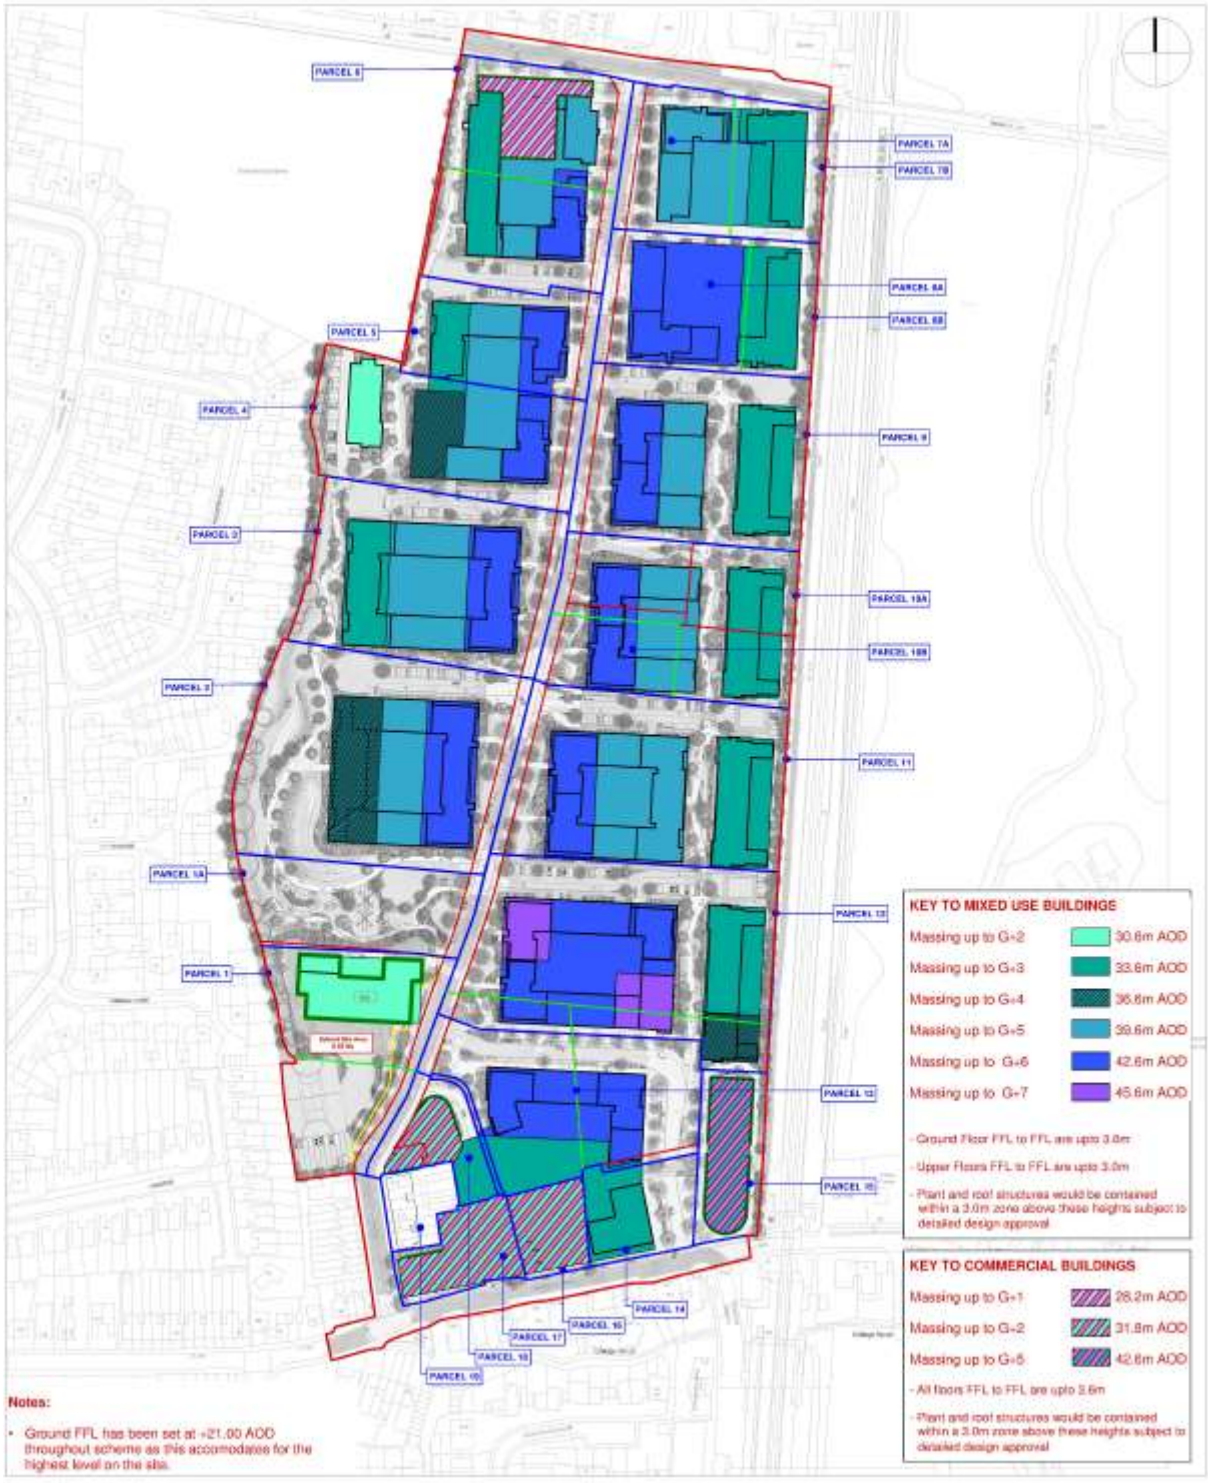 PARCEL 6
PARCEL 7A
PARCEL 7B
PARCEL 8A
PARCEL 8B
PARCEL 5
PARCEL 4
PARCEL 9
PARCEL 3
PARCEL 10A
PARCEL 10B
PARCEL 2
PARCEL 11
PARCEL 1A
PARCEL 12
PARCEL 1
PARCEL 13
PARCEL 15
PARCEL 14
PARCEL 16
PARCEL 17
PARCEL 18
PARCEL 19
KEY TO MIXED USE BUILDINGS
Massing up to G+2 30.6m AOD
Massing up to G+3 33.6m AOD
Massing up to G+4 36.6m AOD
Massing up to G+5 39.6m AOD
Massing up to G+6 42.6m AOD
Massing up to G+7 45.6m AOD
- Ground Floor FFL to FFL are upto 3.6m
- Upper Floors FFL to FFL are upto 3.0m
- Plant and roof structures would be contained
within a 3.0m zone above these heights subject to
detailed design approval
KEY TO COMMERCIAL BUILDINGS
Massing up to G+1 28.2m AOD
Massing up to G+2 31.8m AOD
Massing up to G+5 42.6m AOD
- All floors FFL to FFL are upto 3.6m
- Plant and roof structures would be contained
within a 3.0m zone above these heights subject to
detailed design approval
Notes:
• Ground FFL has been set at +21.00 AOD
throughout scheme as this accomodates for the
highest level on the site.